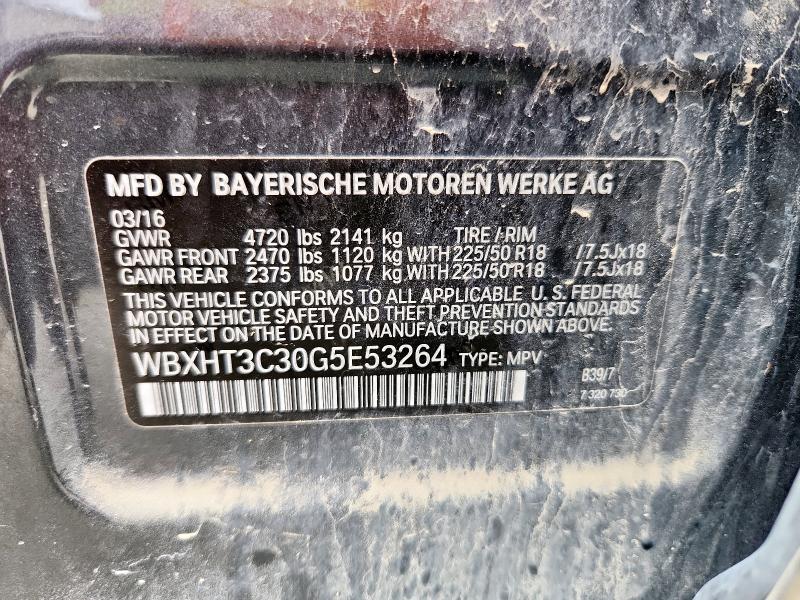 MFD BY BAYERISCHE MOTOREN WERKE AG
03/16
GVWR 4720 lbs 2141 kg TIRE / RIM
GAWR FRONT 2470 lbs 1120 kg WITH 225/50 R18 /7.5Jx18
GAWR REAR 2375 lbs 1077 kg WITH 225/50 R18 /7.5Jx18
THIS VEHICLE CONFORMS TO ALL APPLICABLE U. S. FEDERAL
MOTOR VEHICLE SAFETY AND THEFT PREVENTION STANDARDS
IN EFFECT ON THE DATE OF MANUFACTURE SHOWN ABOVE.
WBXHT3C30G5E53264 TYPE: MPV
B39/7
7 320 730